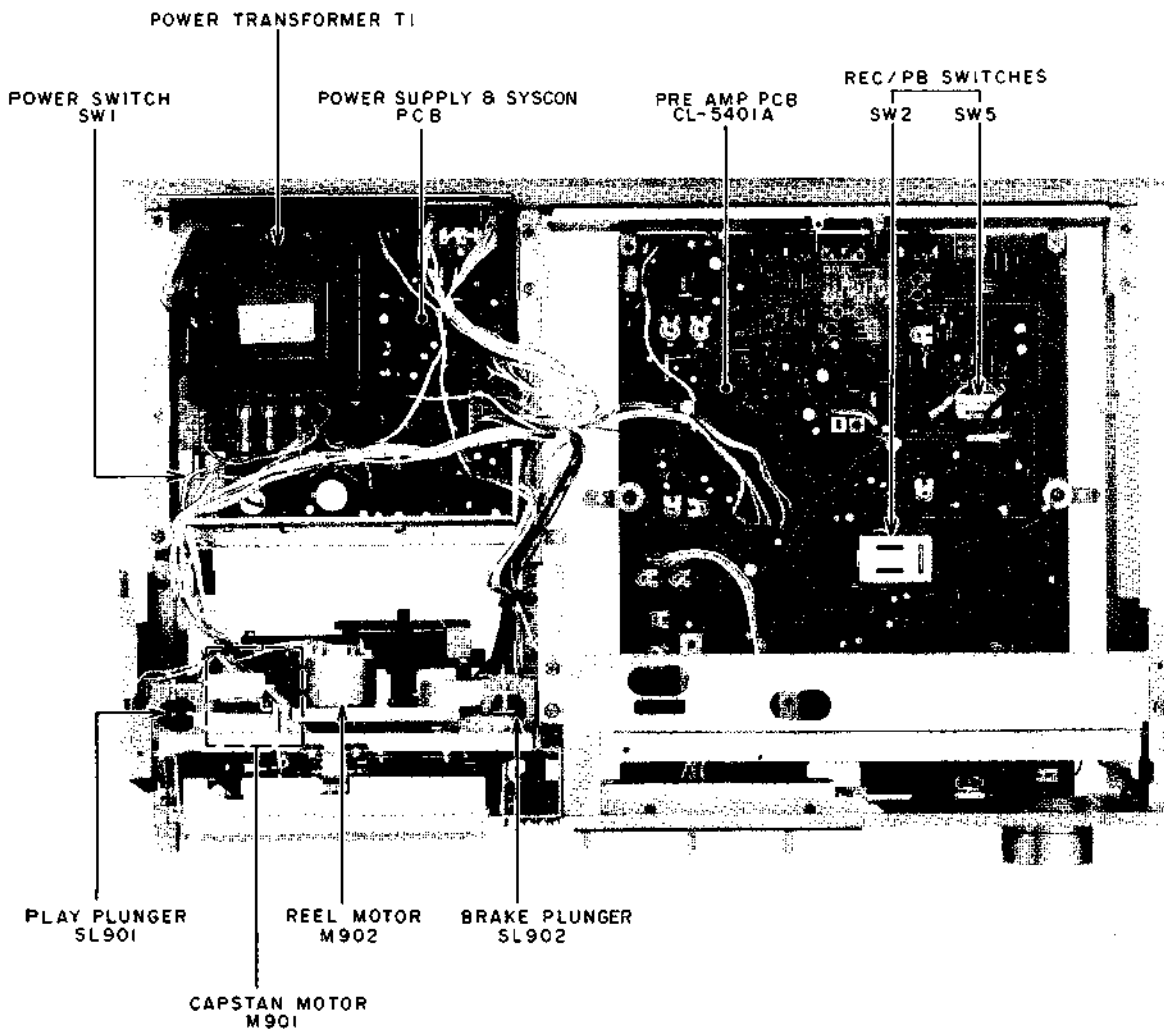 POWER TRANSFORMER T1
POWER SWITCH
SW1
POWER SUPPLY & SYSCON
PCB
PRE AMP PCB
CL-5401A
REC/PB SWITCHES
SW2 SW5
PLAY PLUNGER
SL901
REEL MOTOR
M902
BRAKE PLUNGER
SL902
CAPSTAN MOTOR
M901